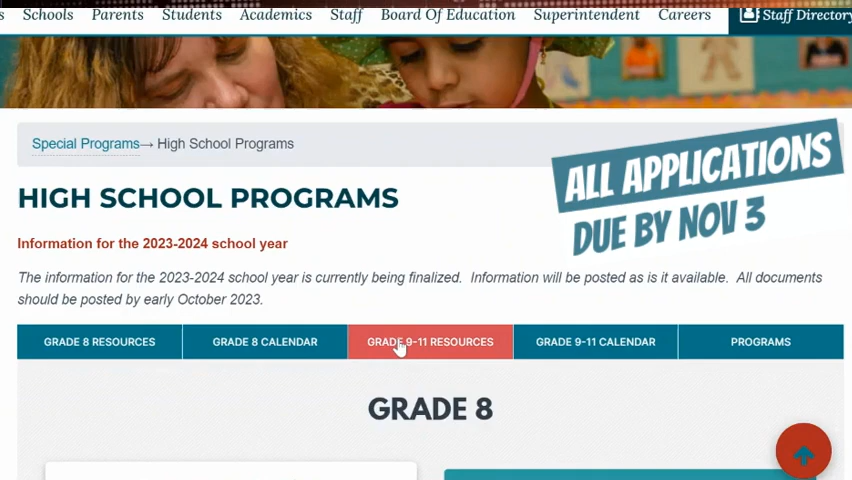 Schools Parents Students Academics Staff Board Of Education Superintendent Careers Staff Directory
Special Programs→ High School Programs
ALL APPLICATIONS
DUE BY NOV 3
HIGH SCHOOL PROGRAMS
Information for the 2023-2024 school year
The information for the 2023-2024 school year is currently being finalized. Information will be posted as is it available. All documents
should be posted by early October 2023.
GRADE 8 RESOURCES GRADE 8 CALENDAR GRADE 9-11 RESOURCES GRADE 9-11 CALENDAR PROGRAMS
GRADE 8